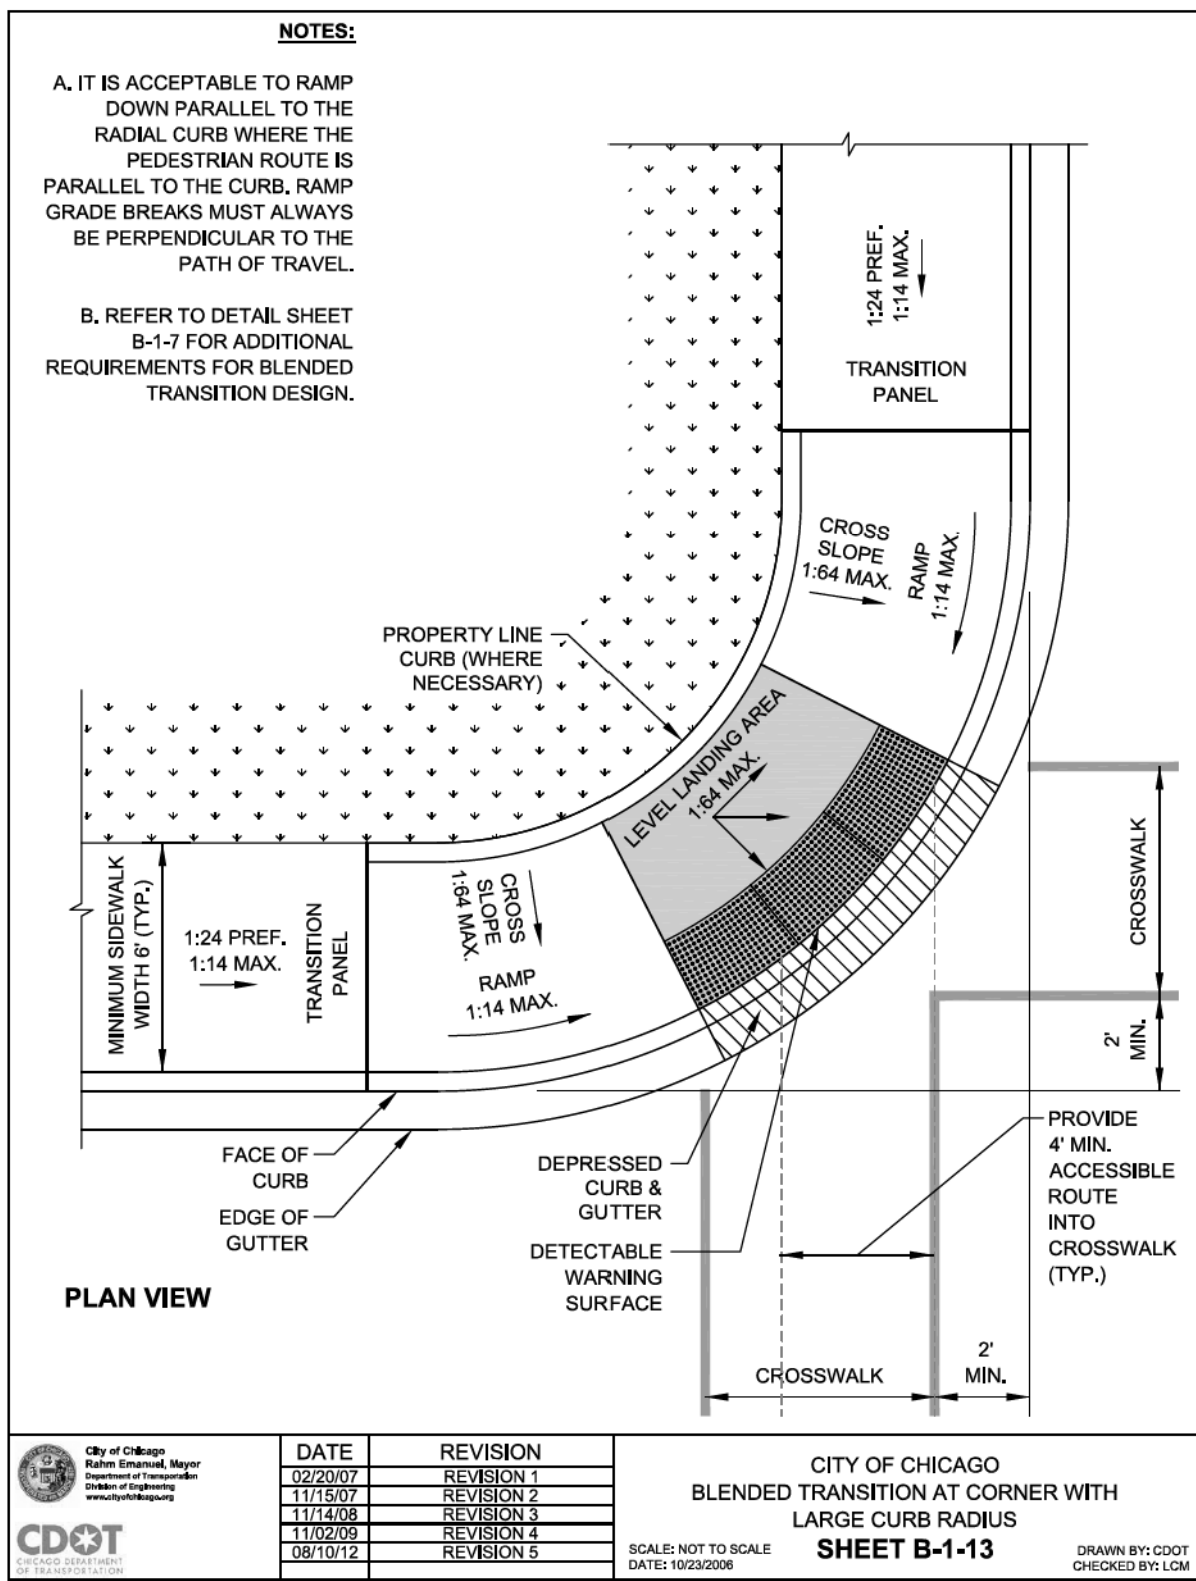 NOTES:
A. IT IS ACCEPTABLE TO RAMP
DOWN PARALLEL TO THE
RADIAL CURB WHERE THE
PEDESTRIAN ROUTE IS
PARALLEL TO THE CURB. RAMP
GRADE BREAKS MUST ALWAYS
BE PERPENDICULAR TO THE
PATH OF TRAVEL.
B. REFER TO DETAIL SHEET
B-1-7 FOR ADDITIONAL
REQUIREMENTS FOR BLENDED
TRANSITION DESIGN.
1:24 PREF.
1:14 MAX.
TRANSITION
PANEL
CROSS
SLOPE
1:64 MAX.
RAMP
1:14 MAX.
PROPERTY LINE
CURB (WHERE
NECESSARY)
LEVEL LANDING AREA
1:64 MAX.
MINIMUM SIDEWALK
WIDTH 6' (TYP.)
1:24 PREF.
1:14 MAX.
TRANSITION
PANEL
CROSS
SLOPE
1:64 MAX.
RAMP
1:14 MAX.
CROSSWALK
2'
MIN.
FACE OF
CURB
EDGE OF
GUTTER
DEPRESSED
CURB &
GUTTER
DETECTABLE
WARNING
SURFACE
PROVIDE
4' MIN.
ACCESSIBLE
ROUTE
INTO
CROSSWALK
(TYP.)
PLAN VIEW
CROSSWALK
2'
MIN.
City of Chicago
Rahm Emanuel, Mayor
Department of Transportation
Division of Engineering
www.cityofchicago.org
CDOT
CHICAGO DEPARTMENT
OF TRANSPORTATION
DATE REVISION
02/20/07 REVISION 1
11/15/07 REVISION 2
11/14/08 REVISION 3
11/02/09 REVISION 4
08/10/12 REVISION 5
CITY OF CHICAGO
BLENDED TRANSITION AT CORNER WITH
LARGE CURB RADIUS
SHEET B-1-13
SCALE: NOT TO SCALE
DATE: 10/23/2006
DRAWN BY: CDOT
CHECKED BY: LCM